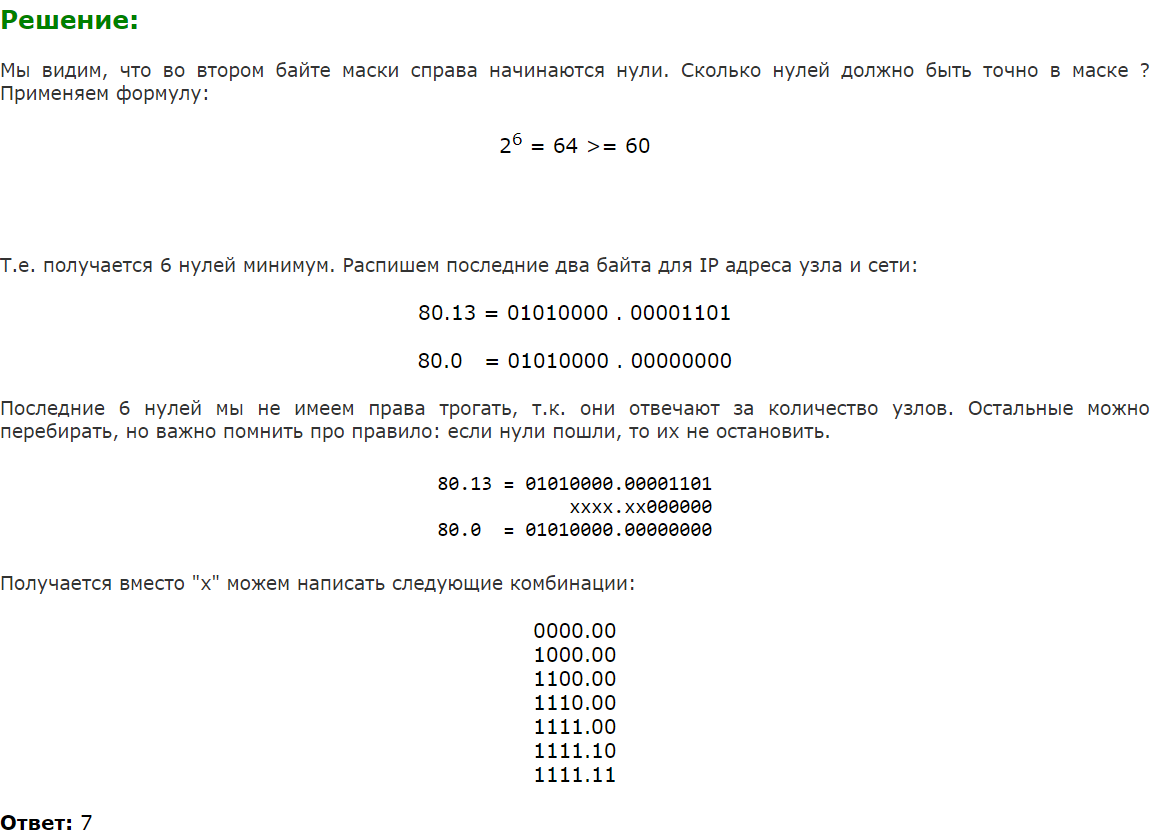 Решение:
Мы видим, что во втором байте маски справа начинаются нули. Сколько нулей должно быть точно в маске ?
Применяем формулу:
2⁶ = 64 >= 60
Т.е. получается 6 нулей минимум. Распишем последние два байта для IP адреса узла и сети:
80.13 = 01010000 . 00001101
80.0 = 01010000 . 00000000
Последние 6 нулей мы не имеем права трогать, т.к. они отвечают за количество узлов. Остальные можно
перебирать, но важно помнить про правило: если нули пошли, то их не остановить.
80.13 = 01010000.00001101
xxxx.xx000000
80.0 = 01010000.00000000
Получается вместо "x" можем написать следующие комбинации:
0000.00
1000.00
1100.00
1110.00
1111.00
1111.10
1111.11
Ответ: 7